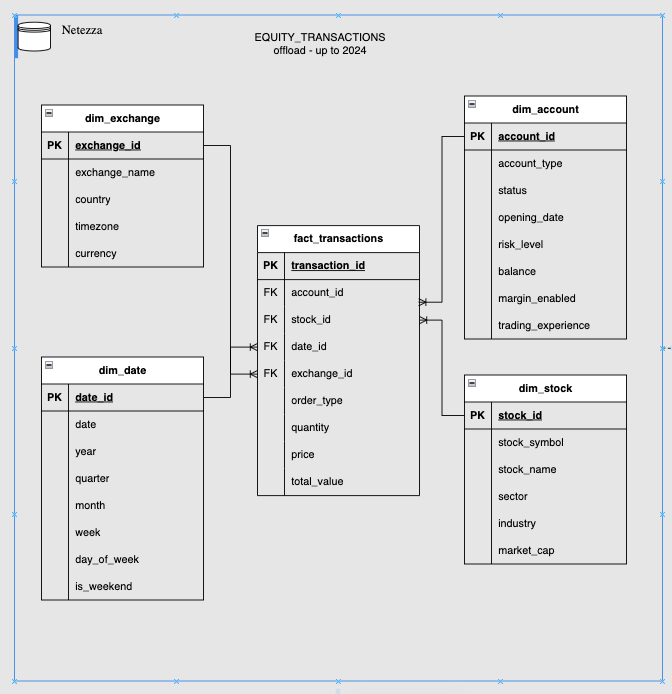 Netezza
EQUITY_TRANSACTIONS
offload - up to 2024
dim_exchange
PK exchange_id
exchange_name
country
timezone
currency
dim_account
PK account_id
account_type
status
opening_date
risk_level
balance
margin_enabled
trading_experience
fact_transactions
PK transaction_id
FK account_id
FK stock_id
FK date_id
FK exchange_id
order_type
quantity
price
total_value
dim_date
PK date_id
date
year
quarter
month
week
day_of_week
is_weekend
dim_stock
PK stock_id
stock_symbol
stock_name
sector
industry
market_cap